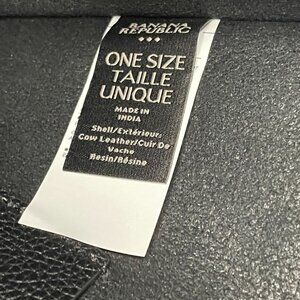 BANANA
REPUBLIC
ONE SIZE
TAILLE
UNIQUE
MADE IN
INDIA
Shell/Extérieur:
Cow Leather/Cuir De
Vache
Resin/Résine